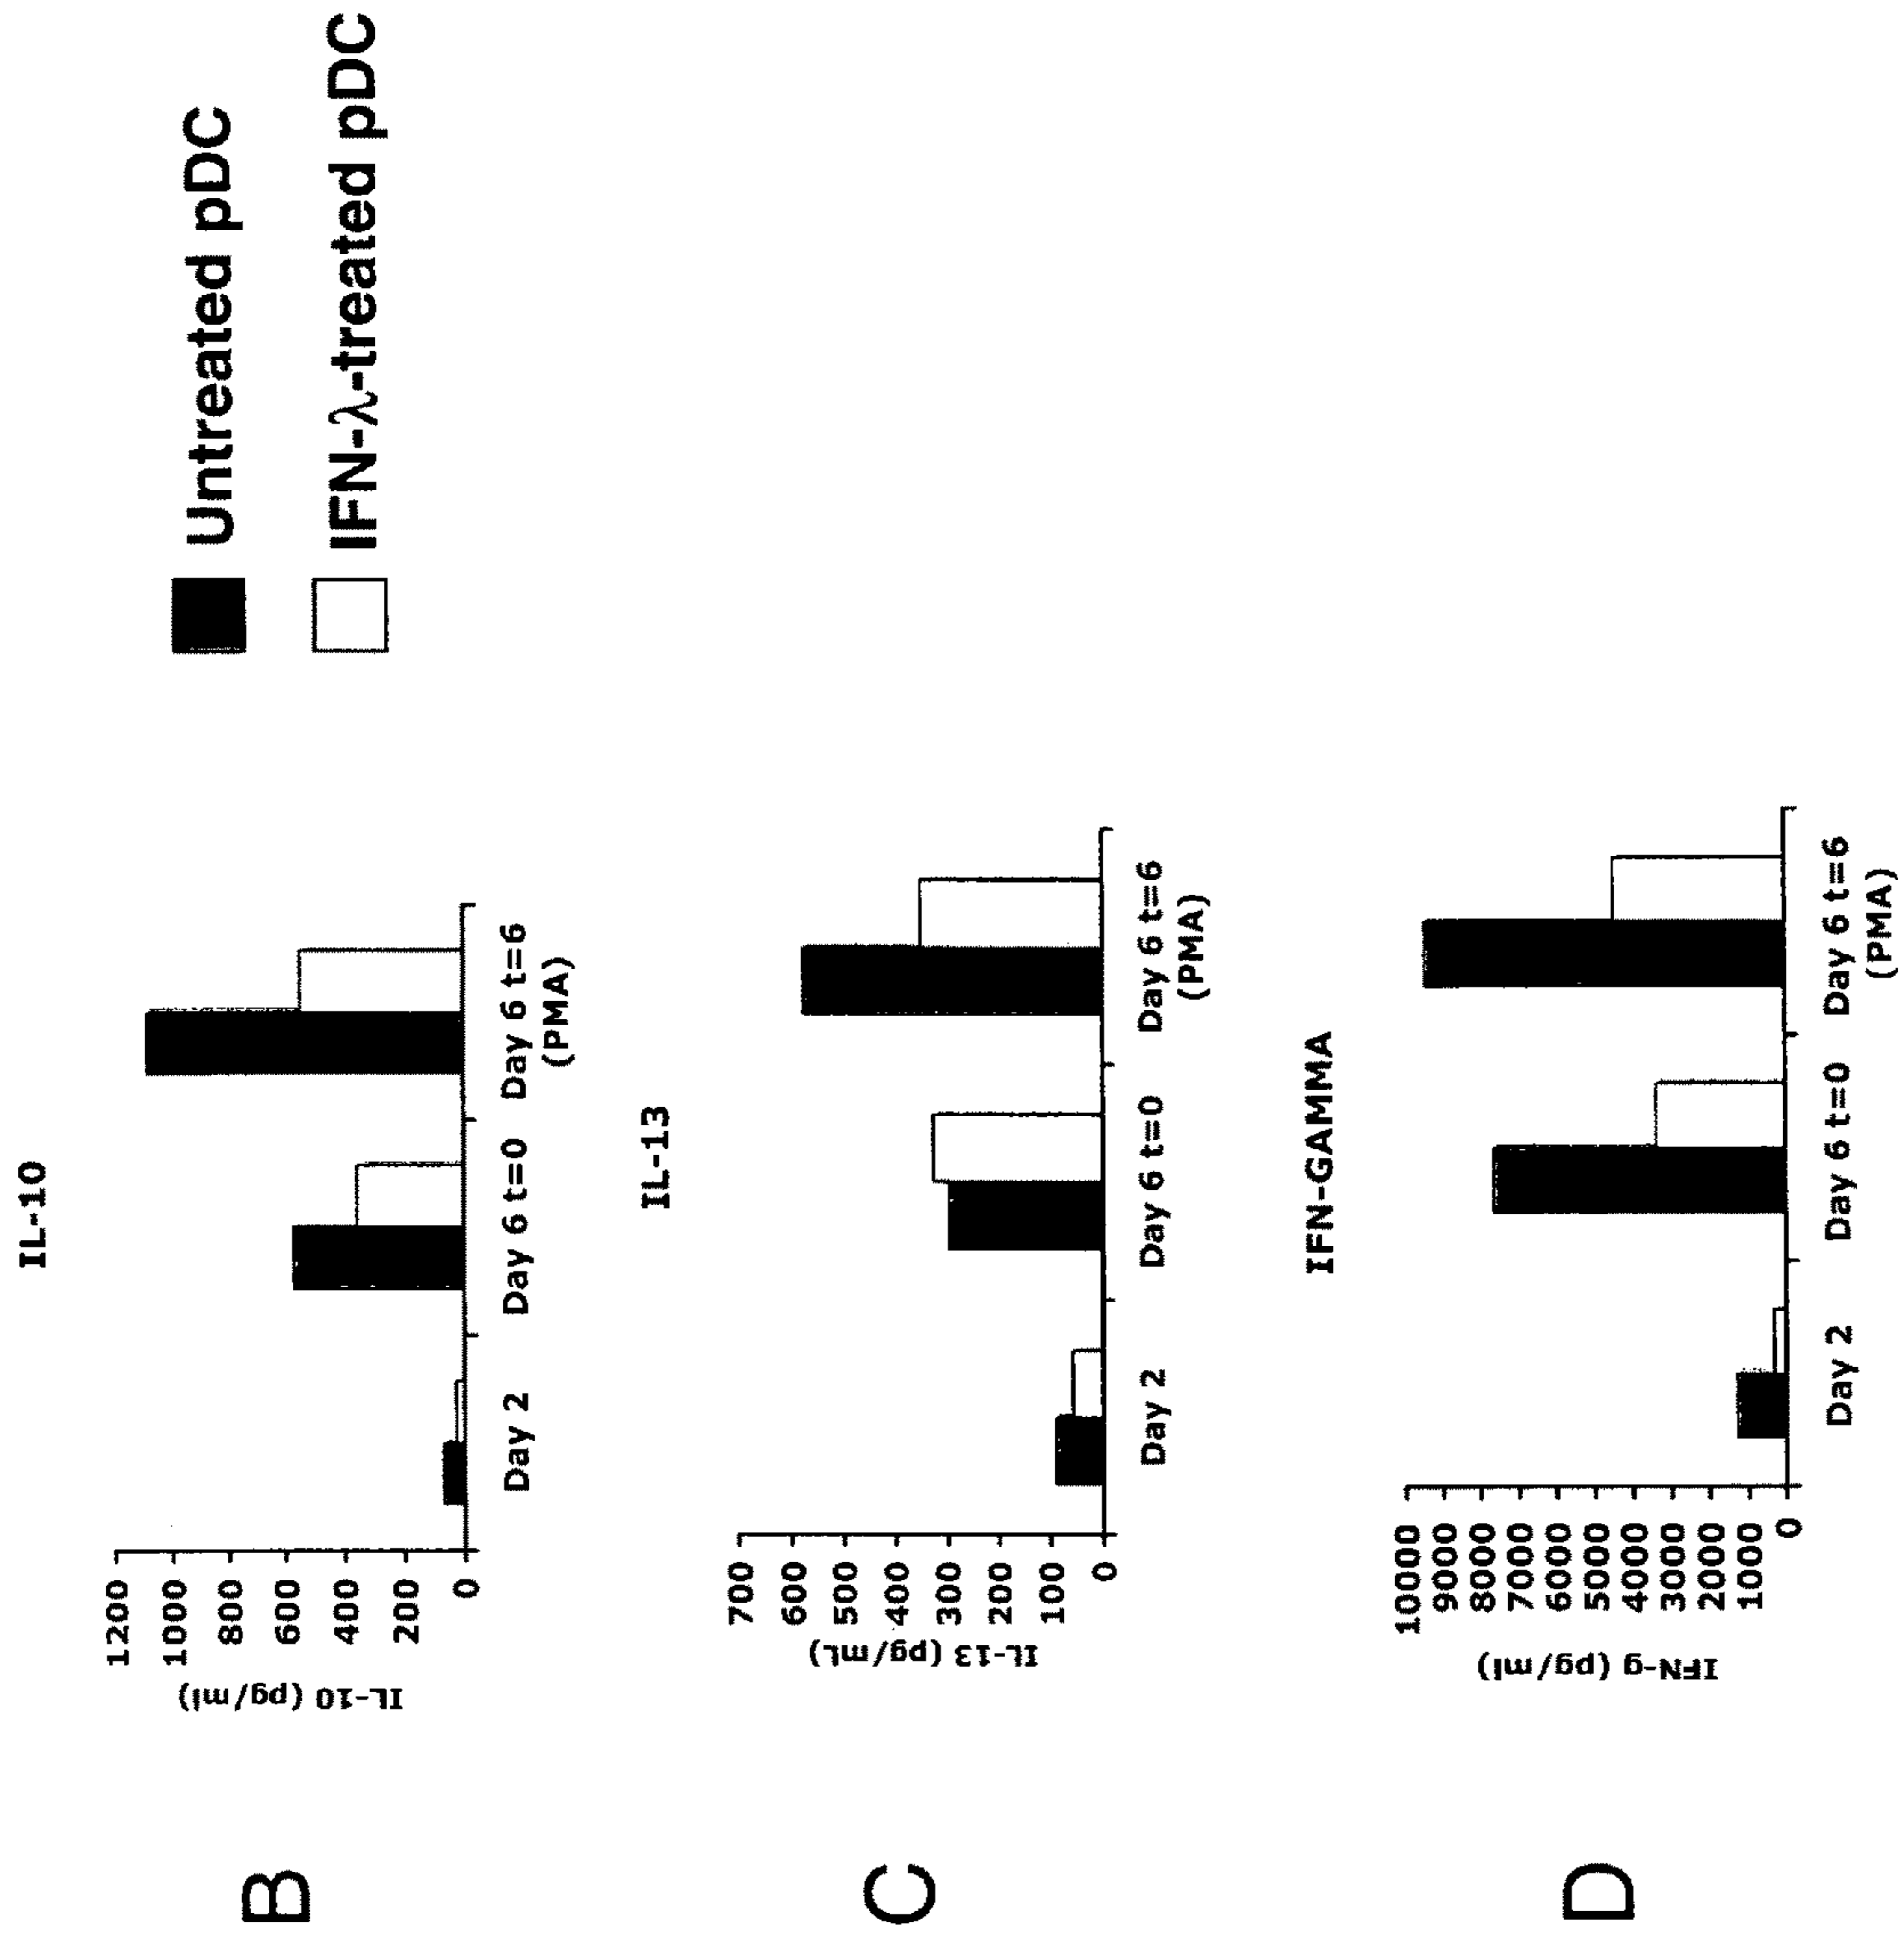 B
IL-10
IL-10 (pg/ml)
1200
1000
800
600
400
200
0
Day 2
Day 6 t=0
Day 6 t=6
(PMA)
Untreated pDC
IFN-λ-treated pDC
C
IL-13
IL-13 (pg/mL)
700
600
500
400
300
200
100
0
Day 2
Day 6 t=0
Day 6 t=6
(PMA)
D
IFN-GAMMA
IFN-g (pg/ml)
10000
9000
8000
7000
6000
5000
4000
3000
2000
1000
0
Day 2
Day 6 t=0
Day 6 t=6
(PMA)